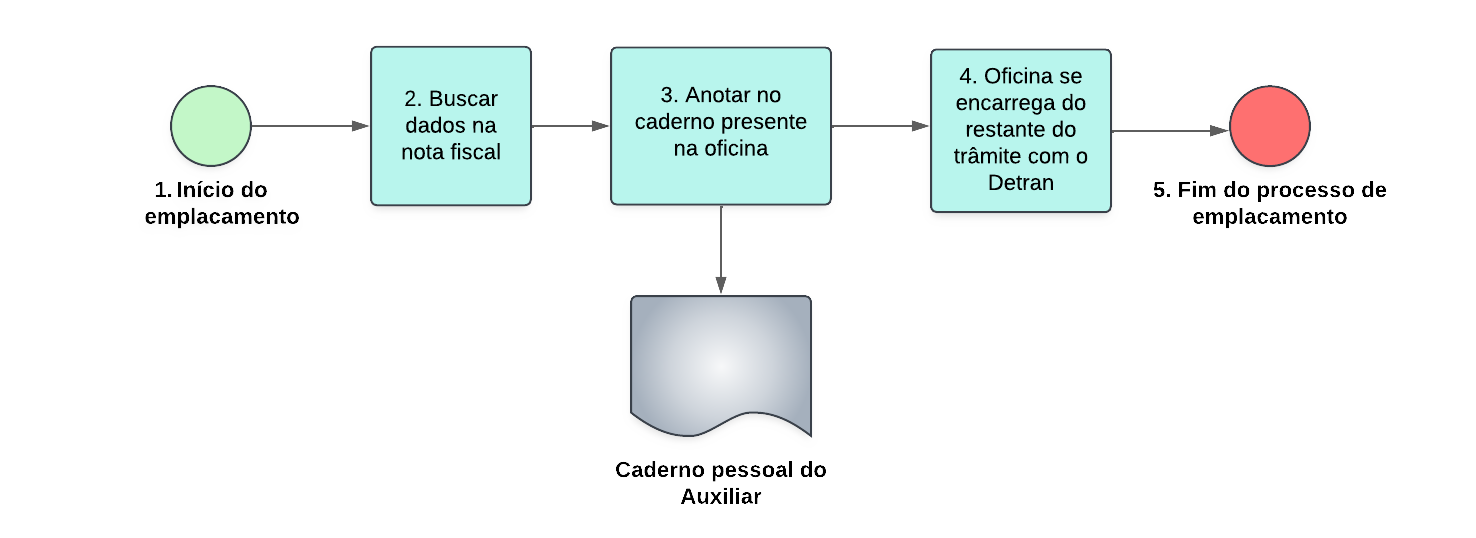 1. Início do
emplacamento
2. Buscar
dados na
nota fiscal
3. Anotar no
caderno presente
na oficina
4. Oficina se
encarrega do
restante do
trâmite com o
Detran
5. Fim do processo de
emplacamento
Caderno pessoal do
Auxiliar